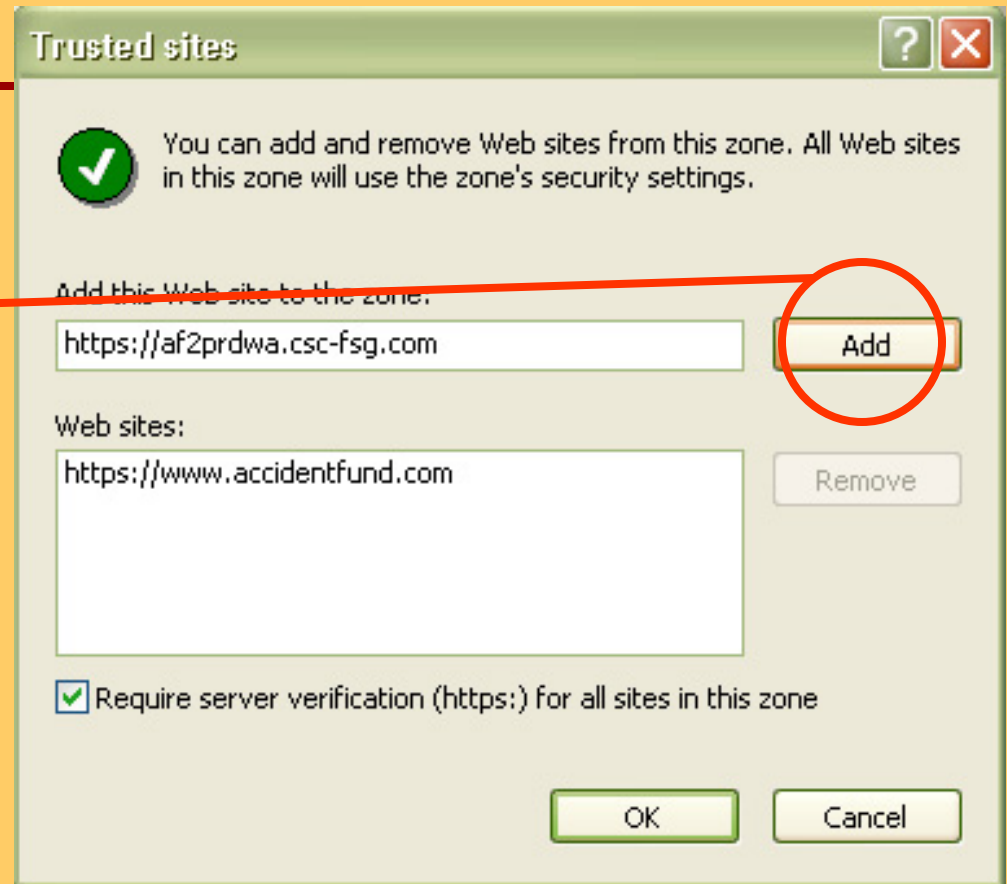 Trusted sites
You can add and remove Web sites from this zone. All Web sites
in this zone will use the zone's security settings.
Add this Web site to the zone:
https://af2prdwa.csc-fsg.com
Add
Web sites:
https://www.accidentfund.com
Remove
Require server verification (https:) for all sites in this zone
OK
Cancel